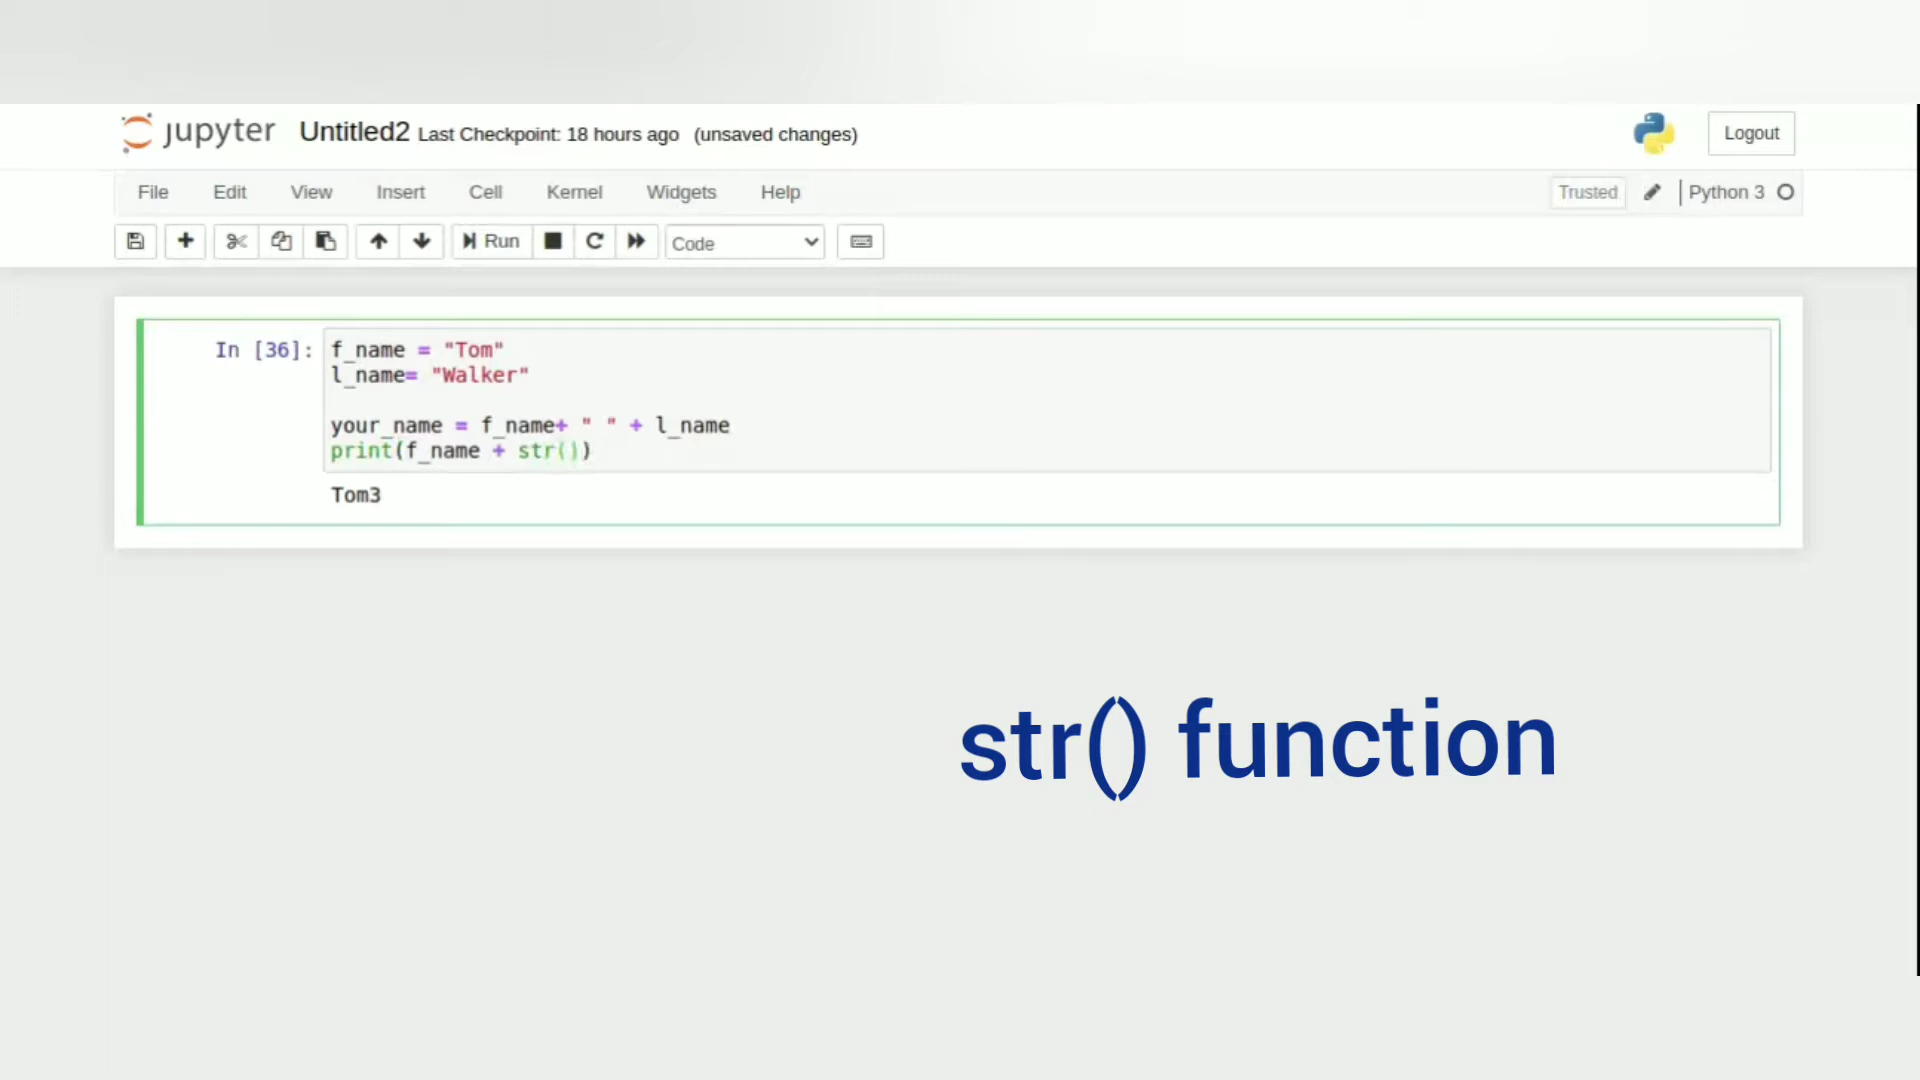 jupyter Untitled2 Last Checkpoint: 18 hours ago (unsaved changes) Logout
File Edit View Insert Cell Kernel Widgets Help Trusted Python 3
Run Code
In [36]: f_name = "Tom"
l_name= "Walker"
your_name = f_name+ " " + l_name
print(f_name + str())
Tom3
str() function